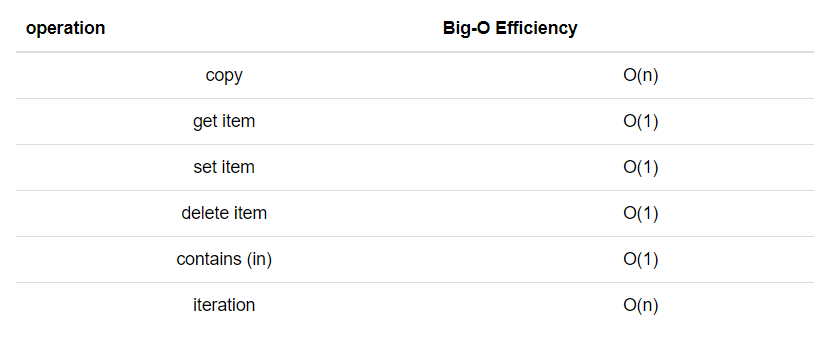 operation Big-O Efficiency
copy O(n)
get item O(1)
set item O(1)
delete item O(1)
contains (in) O(1)
iteration O(n)